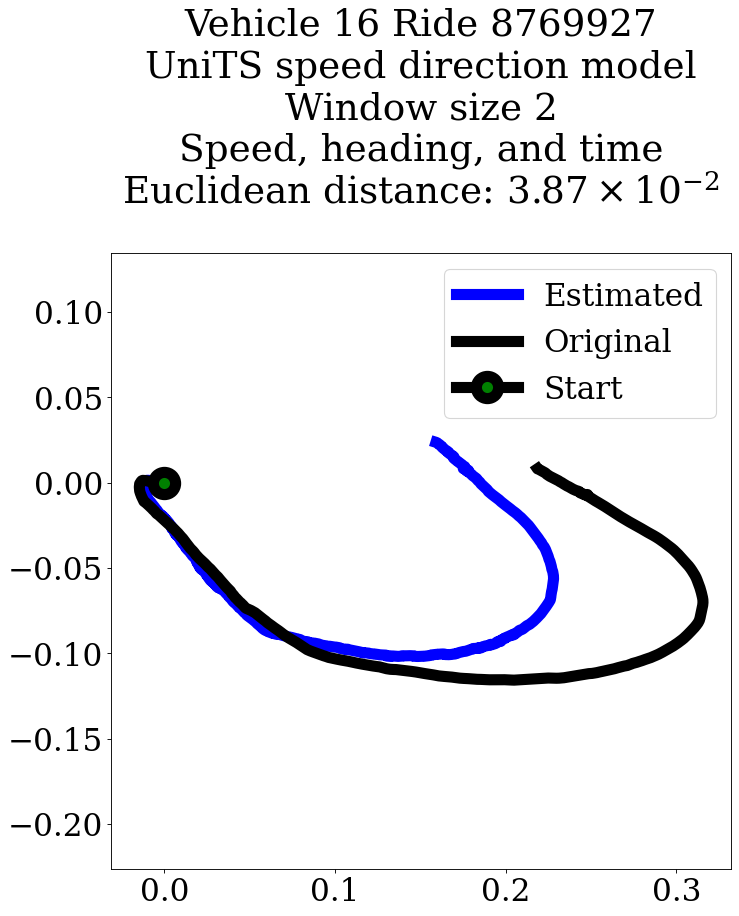 Vehicle 16 Ride 8769927
UniTS speed direction model
Window size 2
Speed, heading, and time
Euclidean distance: 3.87 × 10⁻²
Estimated
Original
Start
0.10
0.05
0.00
−0.05
−0.10
−0.15
−0.20
0.0 0.1 0.2 0.3